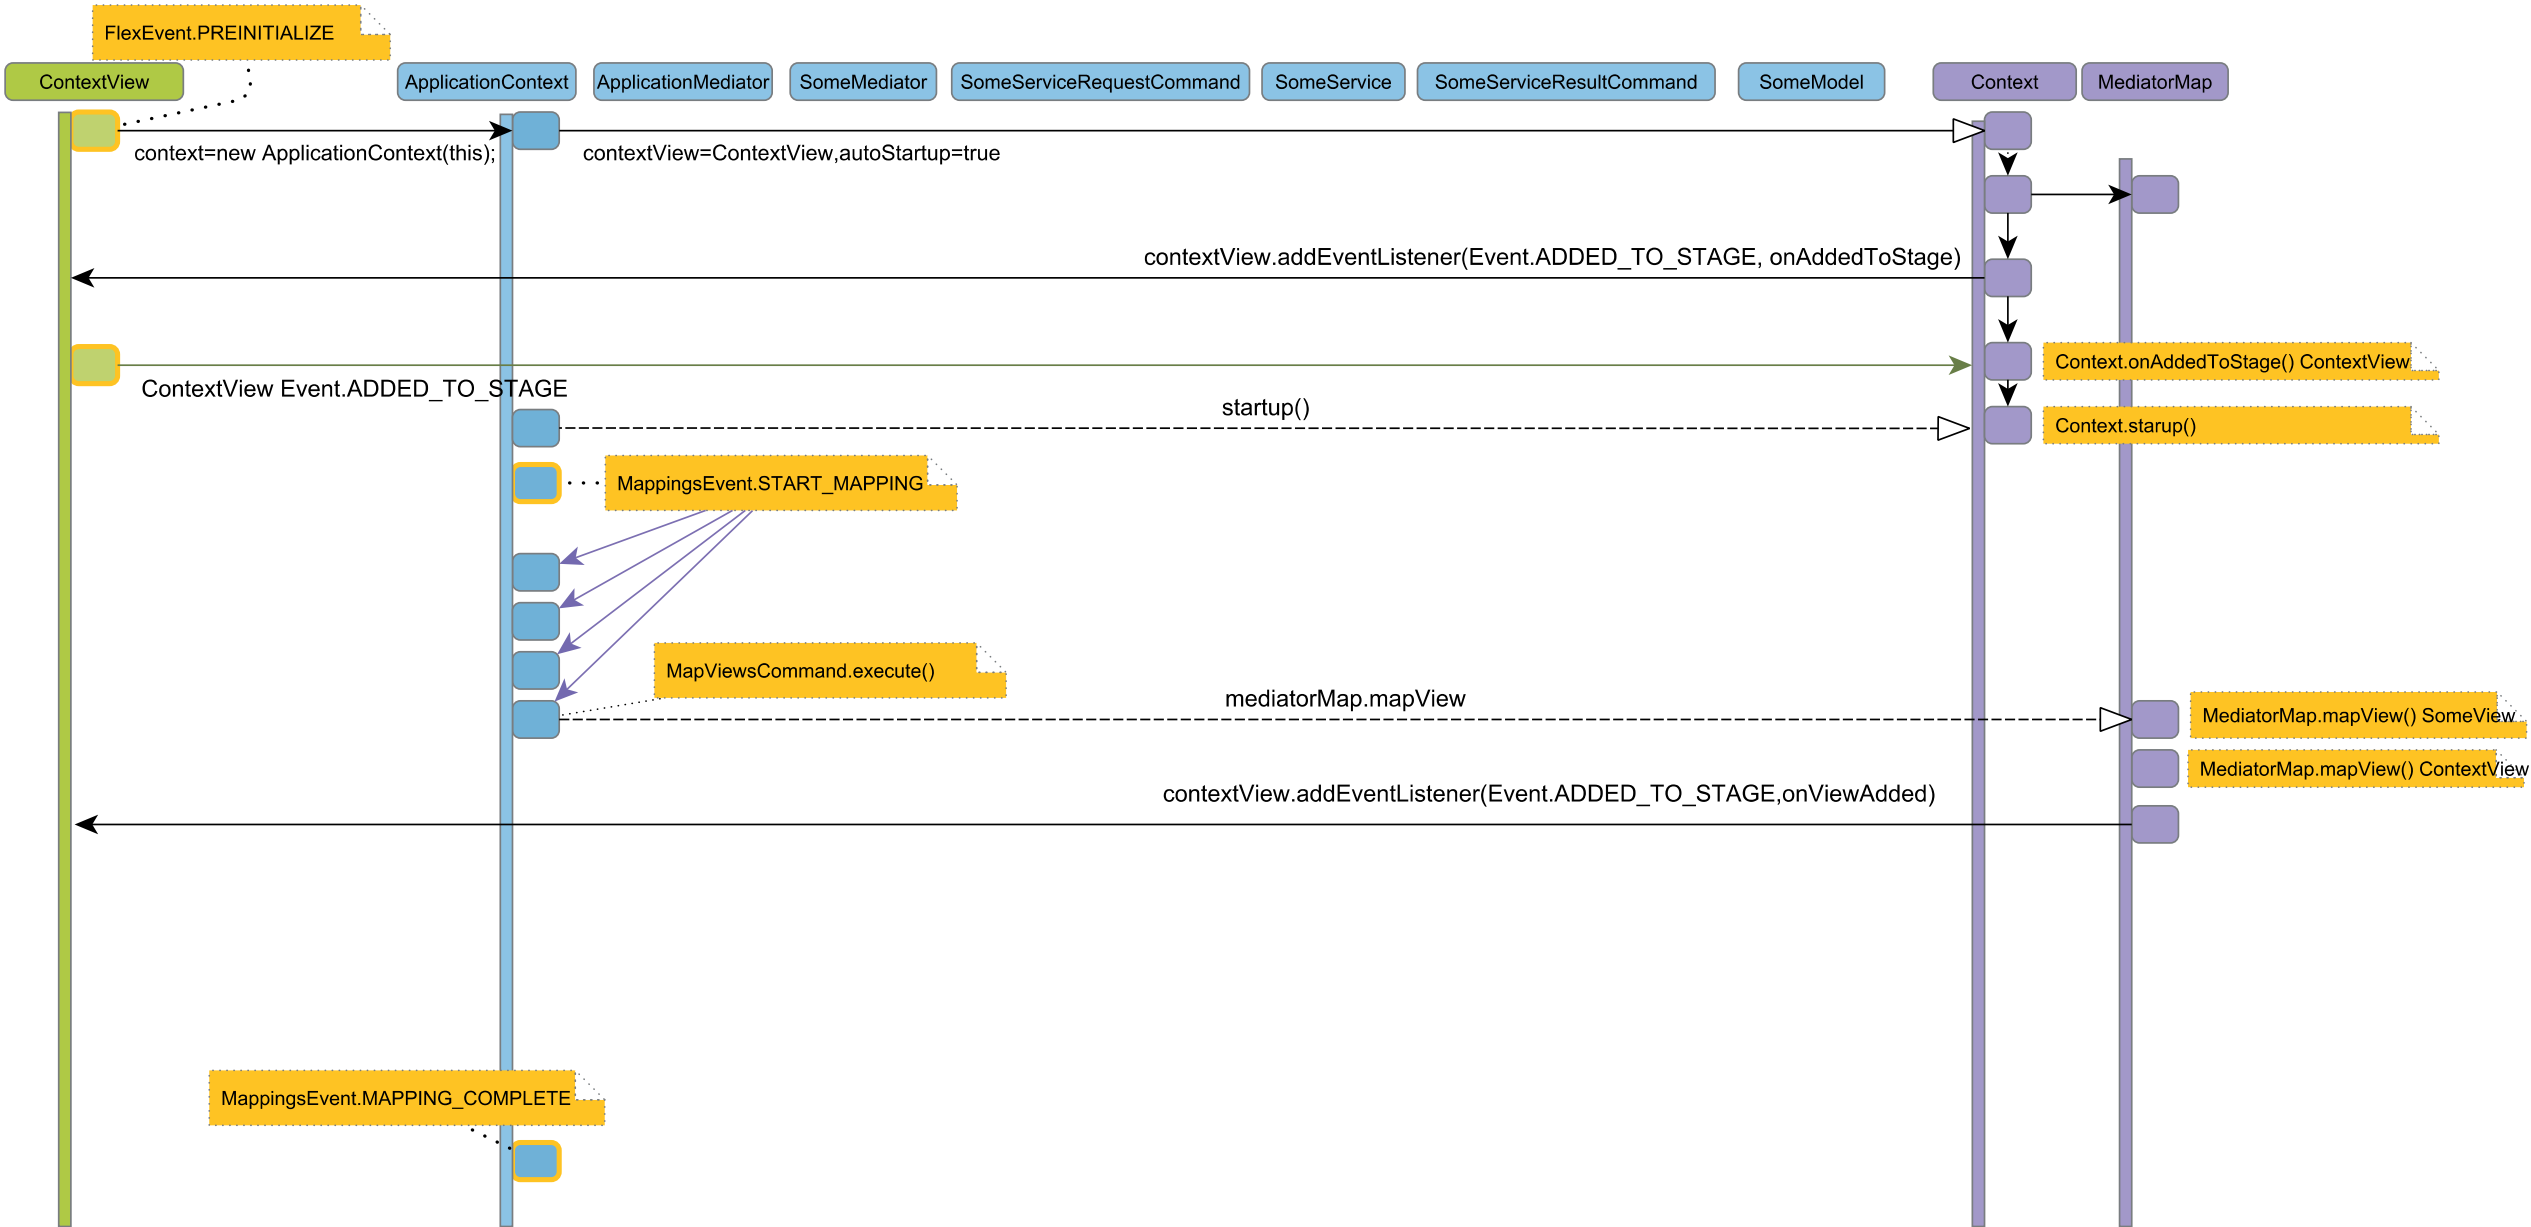 FlexEvent.PREINITIALIZE
ContextView
ApplicationContext
ApplicationMediator
SomeMediator
SomeServiceRequestCommand
SomeService
SomeServiceResultCommand
SomeModel
Context
MediatorMap
context=new ApplicationContext(this);
contextView=ContextView,autoStartup=true
contextView.addEventListener(Event.ADDED_TO_STAGE, onAddedToStage)
Context.onAddedToStage() ContextView
ContextView Event.ADDED_TO_STAGE
startup()
Context.starup()
MappingsEvent.START_MAPPING
MapViewsCommand.execute()
mediatorMap.mapView
MediatorMap.mapView() SomeView
MediatorMap.mapView() ContextView
contextView.addEventListener(Event.ADDED_TO_STAGE,onViewAdded)
MappingsEvent.MAPPING_COMPLETE